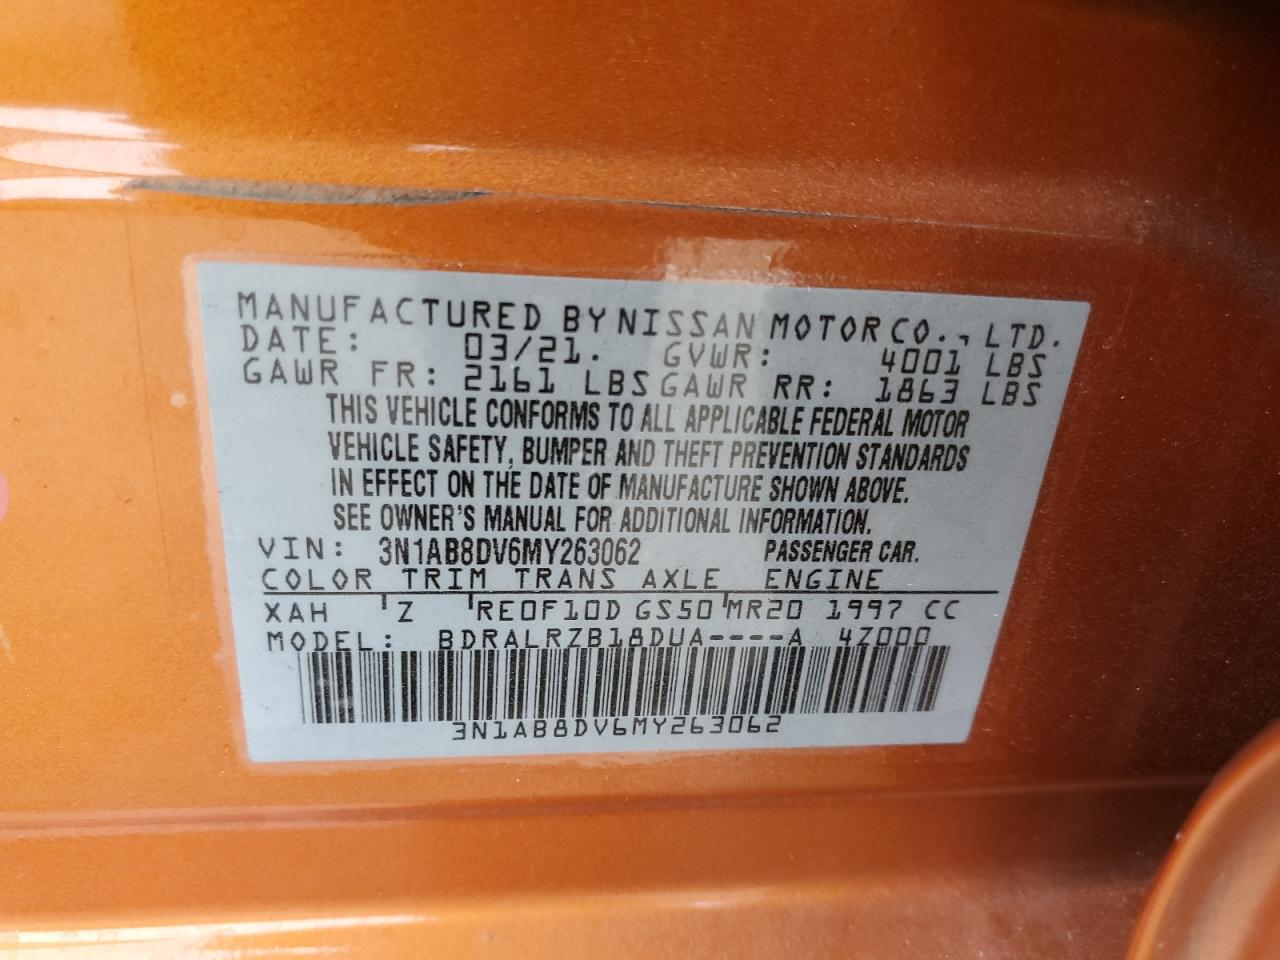 MANUFACTURED BY NISSAN MOTOR CO., LTD.
DATE: 03/21. GVWR: 4001 LBS
GAWR FR: 2161 LBS GAWR RR: 1863 LBS
THIS VEHICLE CONFORMS TO ALL APPLICABLE FEDERAL MOTOR
VEHICLE SAFETY, BUMPER AND THEFT PREVENTION STANDARDS
IN EFFECT ON THE DATE OF MANUFACTURE SHOWN ABOVE.
SEE OWNER'S MANUAL FOR ADDITIONAL INFORMATION.
VIN: 3N1AB8DV6MY263062 PASSENGER CAR.
COLOR TRIM TRANS AXLE ENGINE
XAH Z RE0F10D GS50 MR20 1997 CC
MODEL: BDRALRZB18DUA----A 4Z000
3N1AB8DV6MY263062